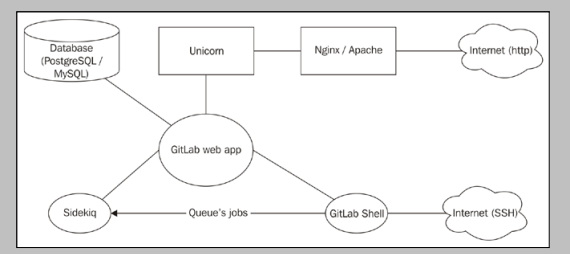 Database
(PostgreSQL /
MySQL)
Unicorn
Nginx / Apache
Internet (http)
GitLab web app
Sidekiq
Queue's jobs
GitLab Shell
Internet (SSH)